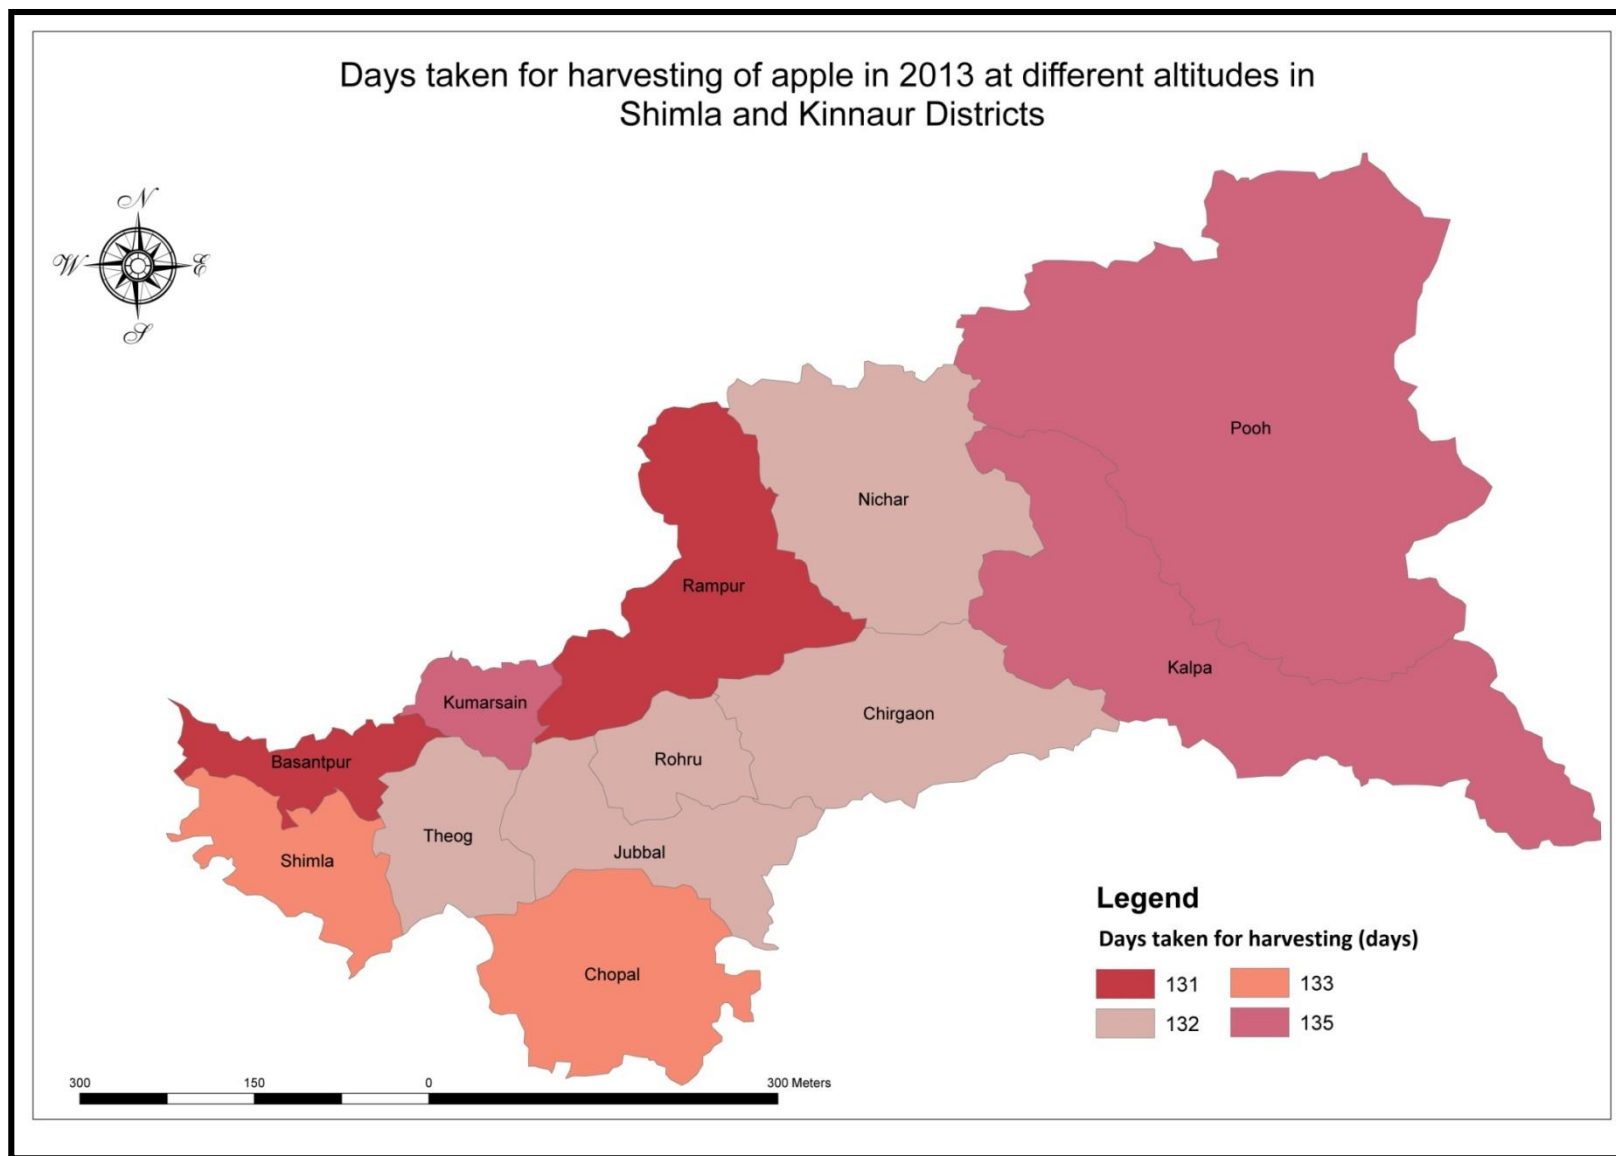 Days taken for harvesting of apple in 2013 at different altitudes in
Shimla and Kinnaur Districts
N
W E
S
Pooh
Nichar
Rampur
Kalpa
Kumarsain
Chirgaon
Basantpur
Rohru
Theog
Jubbal
Shimla
Chopal
Legend
Days taken for harvesting (days)
131 133
132 135
300 150 0 300 Meters